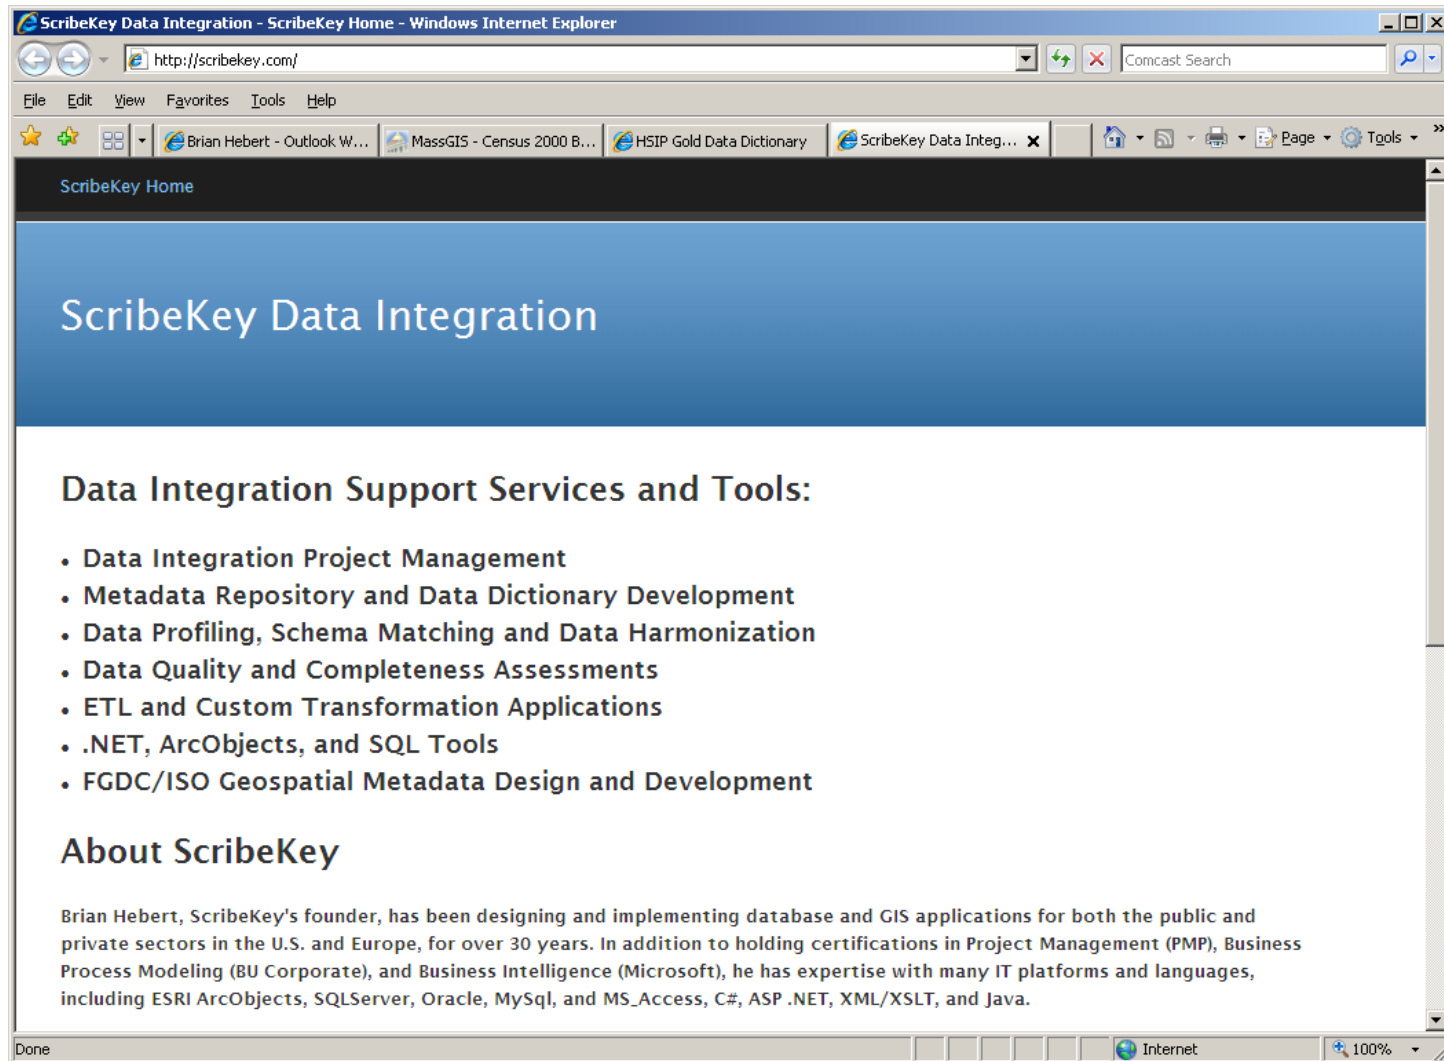 ScribeKey Data Integration - ScribeKey Home - Windows Internet Explorer
http://scribekey.com/
Comcast Search
File Edit View Favorites Tools Help
Brian Hebert - Outlook W...
MassGIS - Census 2000 B...
HSIP Gold Data Dictionary
ScribeKey Data Integ...
Page Tools »
ScribeKey Home
ScribeKey Data Integration
Data Integration Support Services and Tools:
• Data Integration Project Management
• Metadata Repository and Data Dictionary Development
• Data Profiling, Schema Matching and Data Harmonization
• Data Quality and Completeness Assessments
• ETL and Custom Transformation Applications
• .NET, ArcObjects, and SQL Tools
• FGDC/ISO Geospatial Metadata Design and Development
About ScribeKey
Brian Hebert, ScribeKey's founder, has been designing and implementing database and GIS applications for both the public and
private sectors in the U.S. and Europe, for over 30 years. In addition to holding certifications in Project Management (PMP), Business
Process Modeling (BU Corporate), and Business Intelligence (Microsoft), he has expertise with many IT platforms and languages,
including ESRI ArcObjects, SQLServer, Oracle, MySql, and MS_Access, C#, ASP .NET, XML/XSLT, and Java.
Done
Internet
100%